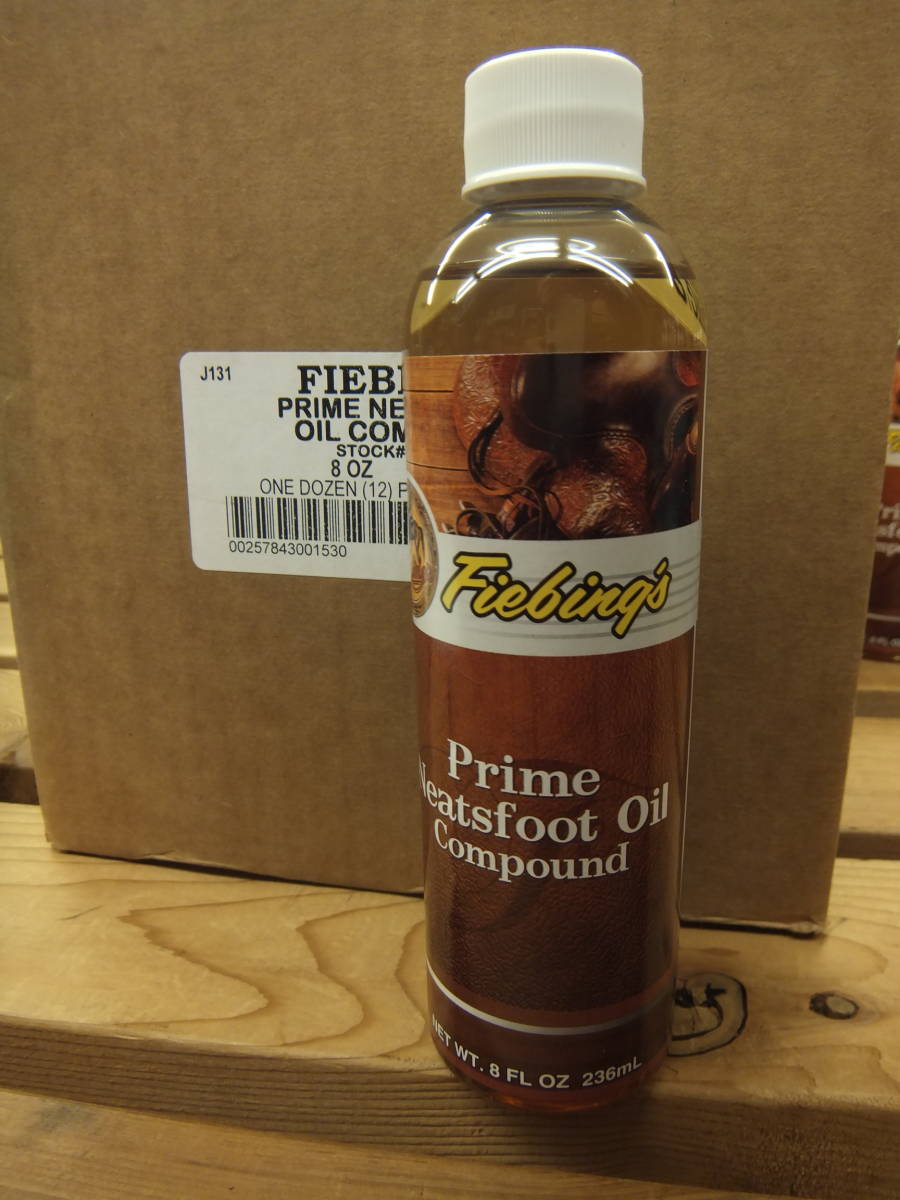 J131
FIEB
PRIME NE
OIL COM
STOCK#
8 OZ
ONE DOZEN (12) P
00257843001530
Fiebing's
Prime
Neatsfoot Oil
Compound
NET WT. 8 FL OZ 236mL